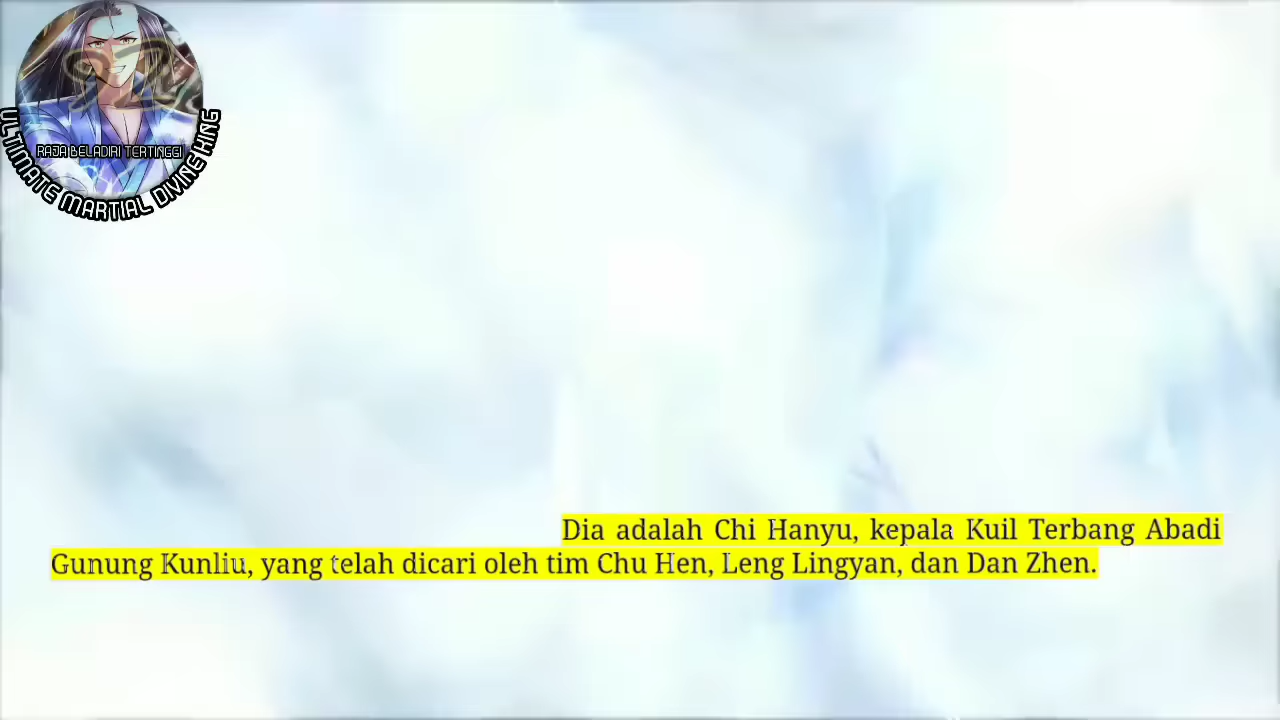 RAJA BELADIRI TERTINGGI
ULTIMATE MARTIAL DIVINE KING
Dia adalah Chi Hanyu, kepala Kuil Terbang Abadi
Gunung Kunliu, yang telah dicari oleh tim Chu Hen, Leng Lingyan, dan Dan Zhen.